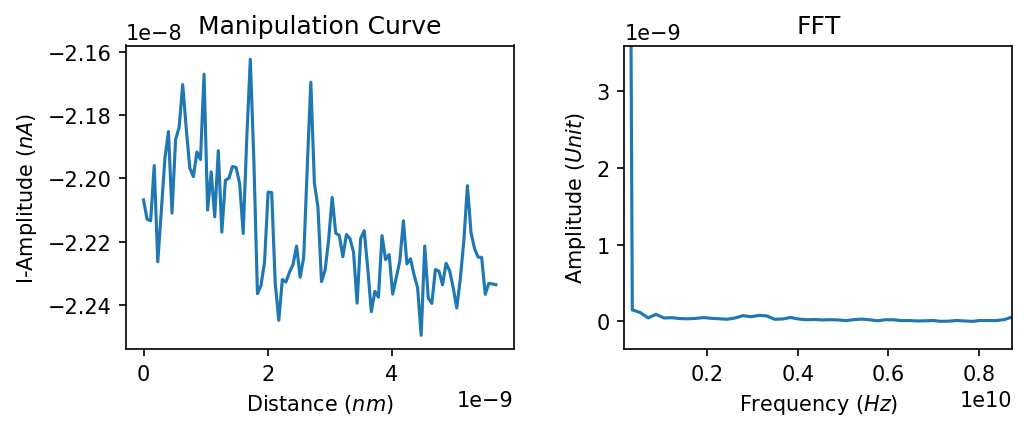 Manipulation Curve
1e−8
−2.16
−2.18
−2.20
−2.22
−2.24
I-Amplitude (nA)
0
2
4
1e−9
Distance (nm)
FFT
1e−9
3
2
1
0
Amplitude (Unit)
0.2
0.4
0.6
0.8
1e10
Frequency (Hz)